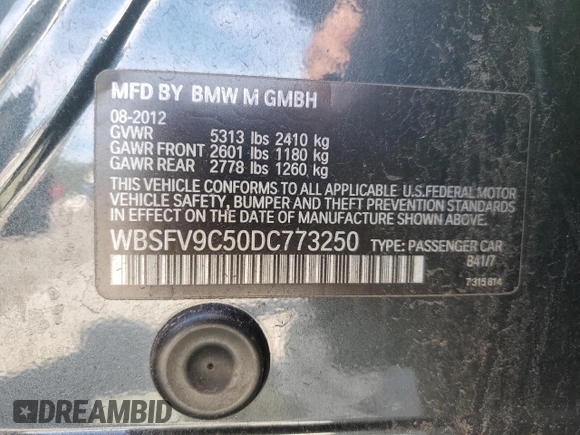 MFD BY BMW M GMBH
08-2012
GVWR 5313 lbs 2410 kg
GAWR FRONT 2601 lbs 1180 kg
GAWR REAR 2778 lbs 1260 kg
THIS VEHICLE CONFORMS TO ALL APPLICABLE U.S.FEDERAL MOTOR
VEHICLE SAFETY, BUMPER AND THEFT PREVENTION
STANDARDS IN EFFECT ON THE DATE OF MANUFACTURE SHOWN ABOVE.
WBSFV9C50DC773250 TYPE: PASSENGER CAR
B41/7
7315814
DREAMBID